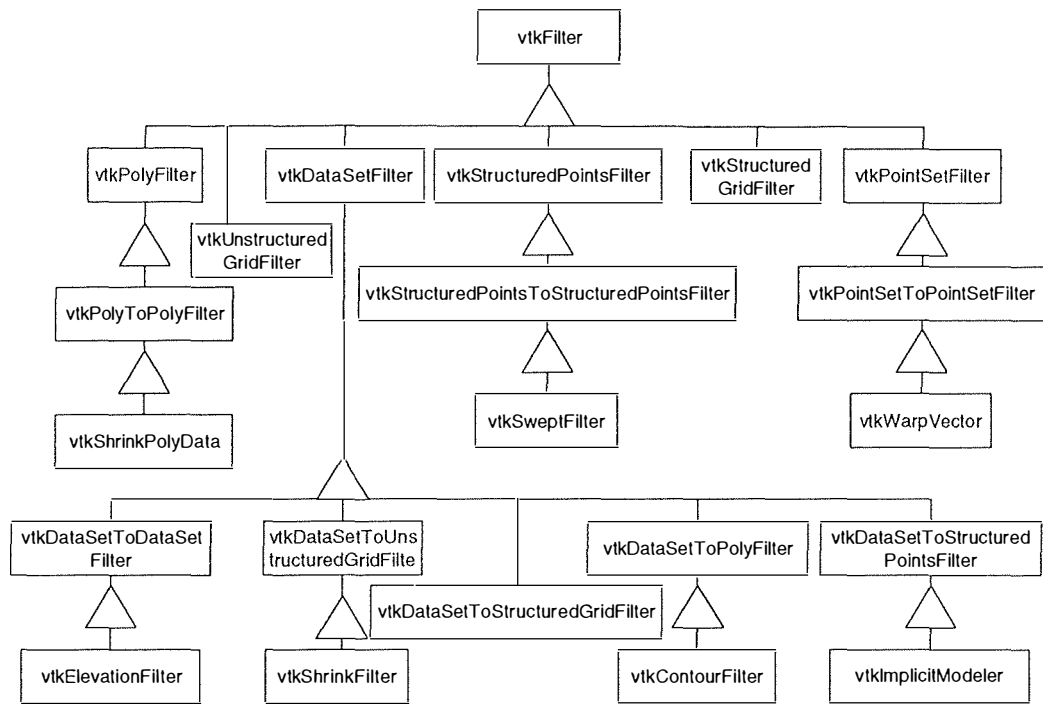 vtkFilter
vtkPolyFilter
vtkUnstructured
GridFilter
vtkDataSetFilter
vtkStructuredPointsFilter
vtkStructured
GridFilter
vtkPointSetFilter
vtkPolyToPolyFilter
vtkStructuredPointsToStructuredPointsFilter
vtkPointSetToPointSetFilter
vtkShrinkPolyData
vtkSweptFilter
vtkWarpVector
vtkDataSetToDataSet
Filter
vtkDataSetToUns
tructuredGridFilte
vtkDataSetToStructuredGridFilter
vtkDataSetToPolyFilter
vtkDataSetToStructured
PointsFilter
vtkElevationFilter
vtkShrinkFilter
vtkContourFilter
vtkImplicitModeler